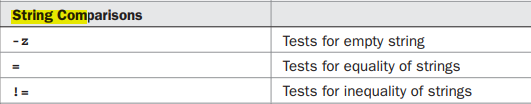 String Comparisons
-z Tests for empty string
= Tests for equality of strings
!= Tests for inequality of strings